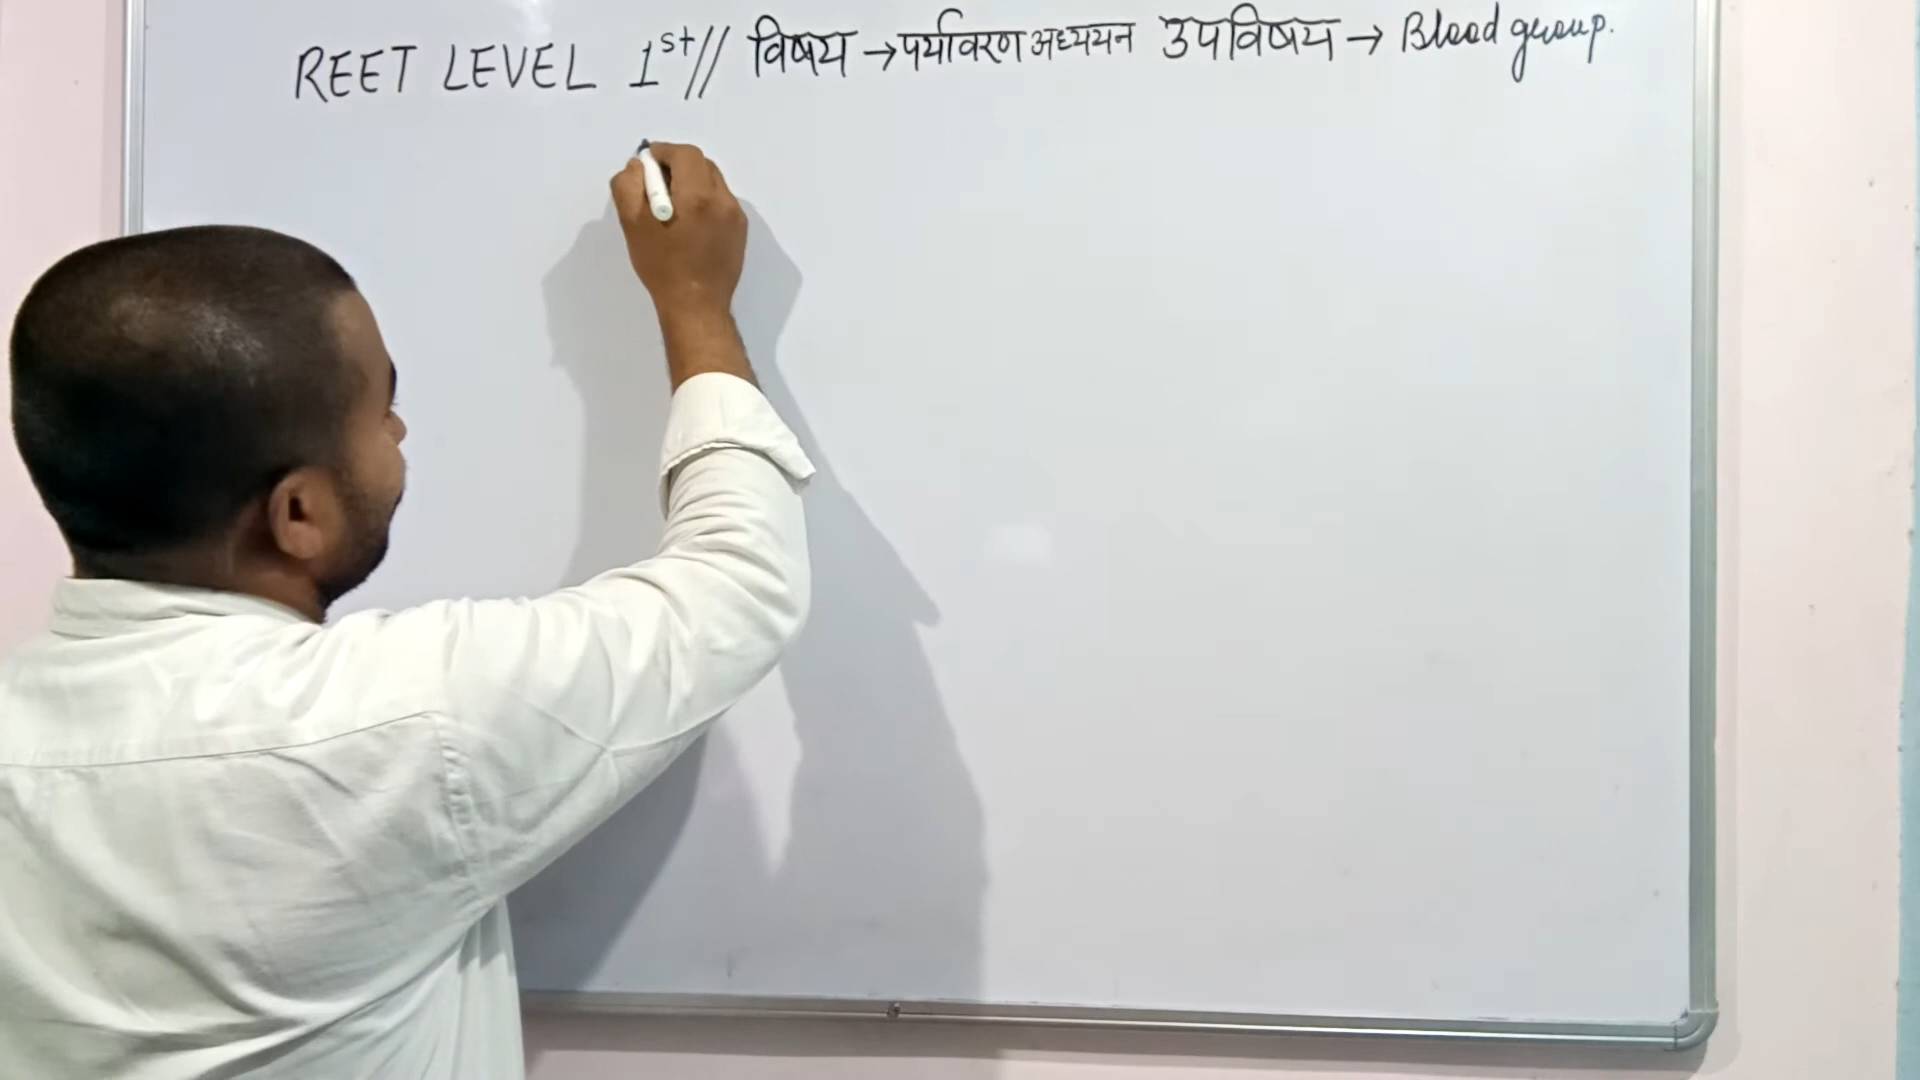 REET LEVEL 1st // विषय → पर्यावरण अध्ययन उपविषय → Blood group.